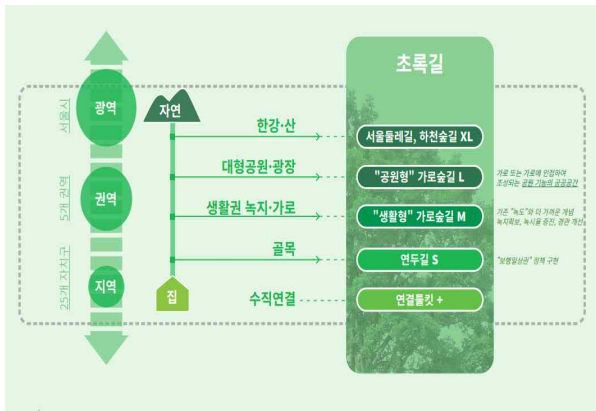 초록길
서울시
광역
자연
한강·산
서울둘레길, 하천숲길 XL
대형공원·광장
"공원형" 가로숲길 L
가로 또는 가로에 인접하여
조성되는 공원 기능의 공공공간
5개 권역
권역
생활권 녹지·가로
"생활형" 가로숲길 M
기존 "녹도"와 더 가까운 개념
녹지확보, 녹시율 증진, 경관 개선
25개 자치구
지역
골목
연두길 S
"보행일상권" 정책 구현
집
수직연결
연결툴킷 +